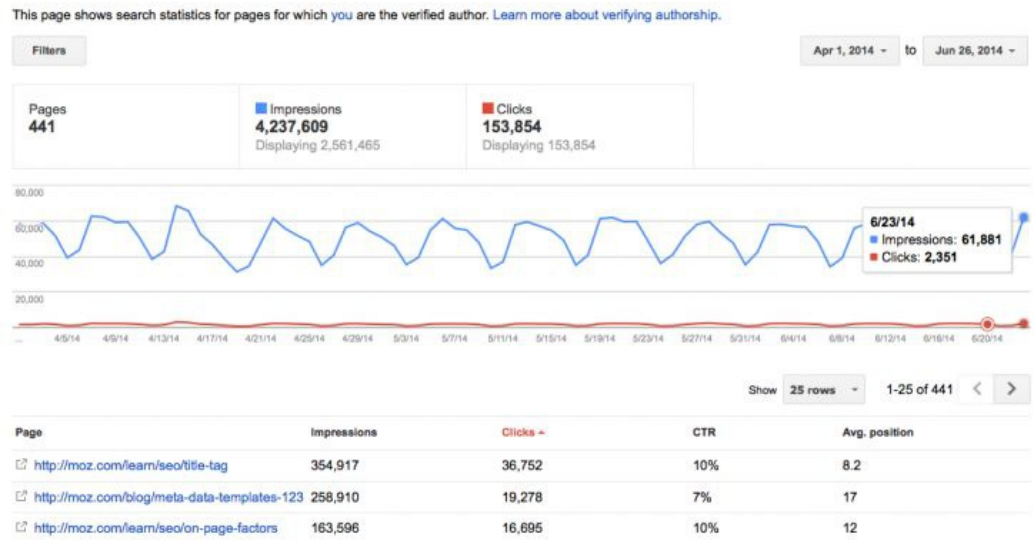 This page shows search statistics for pages for which you are the verified author. Learn more about verifying authorship.
Filters
Apr 1, 2014 to Jun 26, 2014
Pages
441
Impressions
4,237,609
Displaying 2,561,465
Clicks
153,854
Displaying 153,854
80,000
60,000
40,000
20,000
6/23/14
Impressions: 61,881
Clicks: 2,351
... 4/5/14 4/9/14 4/13/14 4/17/14 4/21/14 4/25/14 4/29/14 5/3/14 5/7/14 5/11/14 5/15/14 5/19/14 5/23/14 5/27/14 5/31/14 6/4/14 6/8/14 6/12/14 6/16/14 6/20/14
Show 25 rows 1-25 of 441
Page Impressions Clicks CTR Avg. position
http://moz.com/learn/seo/title-tag 354,917 36,752 10% 8.2
http://moz.com/blog/meta-data-templates-123 258,910 19,278 7% 17
http://moz.com/learn/seo/on-page-factors 163,596 16,695 10% 12